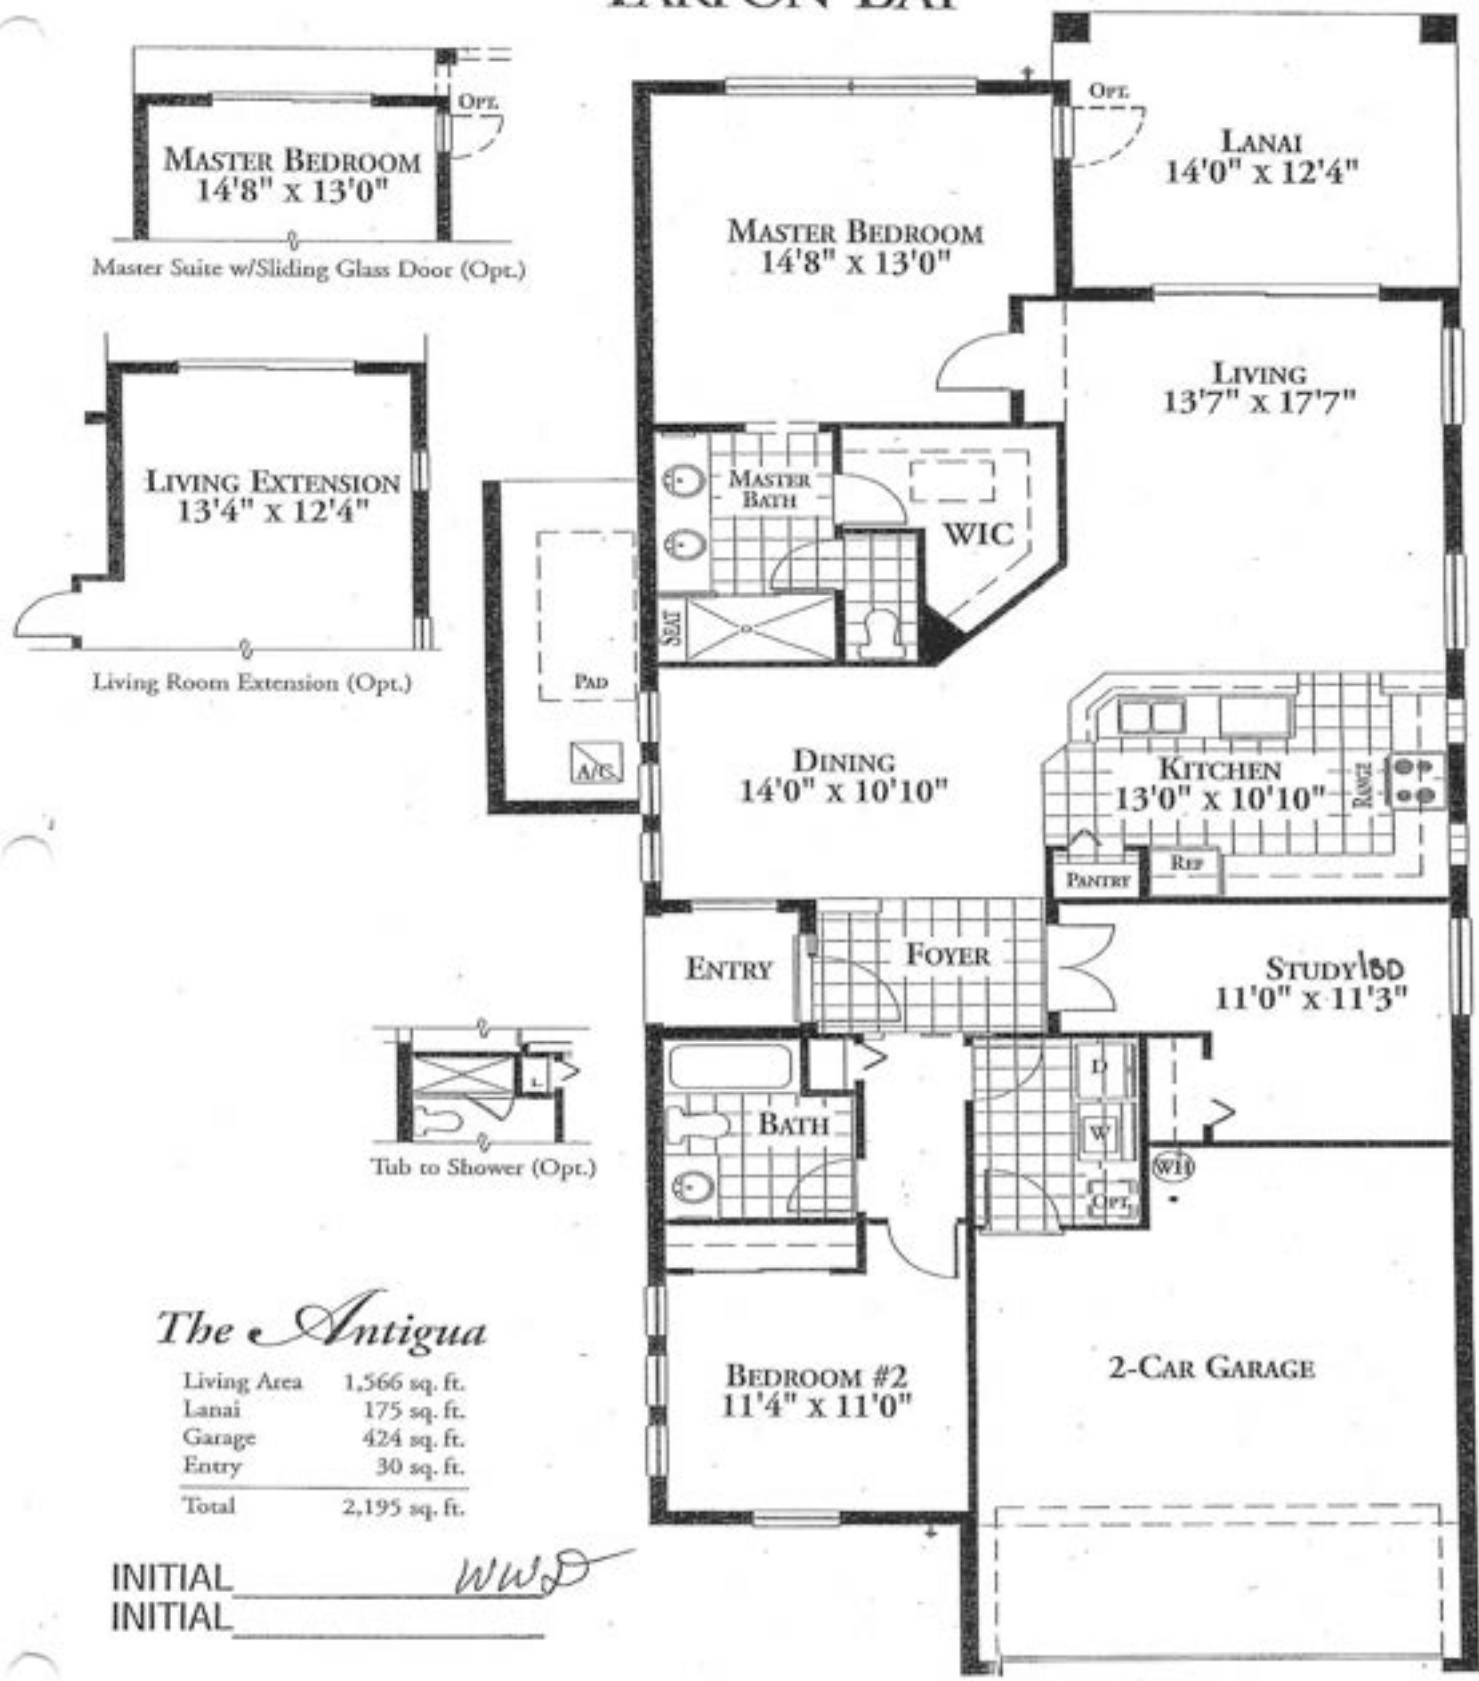 TARPON BAY
OPT.
MASTER BEDROOM
14'8" X 13'0"
Master Suite w/Sliding Glass Door (Opt.)
OPT.
LANAI
14'0" X 12'4"
MASTER BEDROOM
14'8" X 13'0"
LIVING
13'7" X 17'7"
LIVING EXTENSION
13'4" X 12'4"
Living Room Extension (Opt.)
MASTER
BATH
WIC
SEAT
PAD
A/C
DINING
14'0" X 10'10"
KITCHEN
13'0" X 10'10"
RANGE
PANTRY
REF
ENTRY
FOYER
STUDY/BD
11'0" X 11'3"
L
Tub to Shower (Opt.)
BATH
D
W
OPT.
WH
The Antigua
Living Area 1,566 sq. ft.
Lanai 175 sq. ft.
Garage 424 sq. ft.
Entry 30 sq. ft.
Total 2,195 sq. ft.
BEDROOM #2
11'4" X 11'0"
2-CAR GARAGE
INITIAL WWD
INITIAL